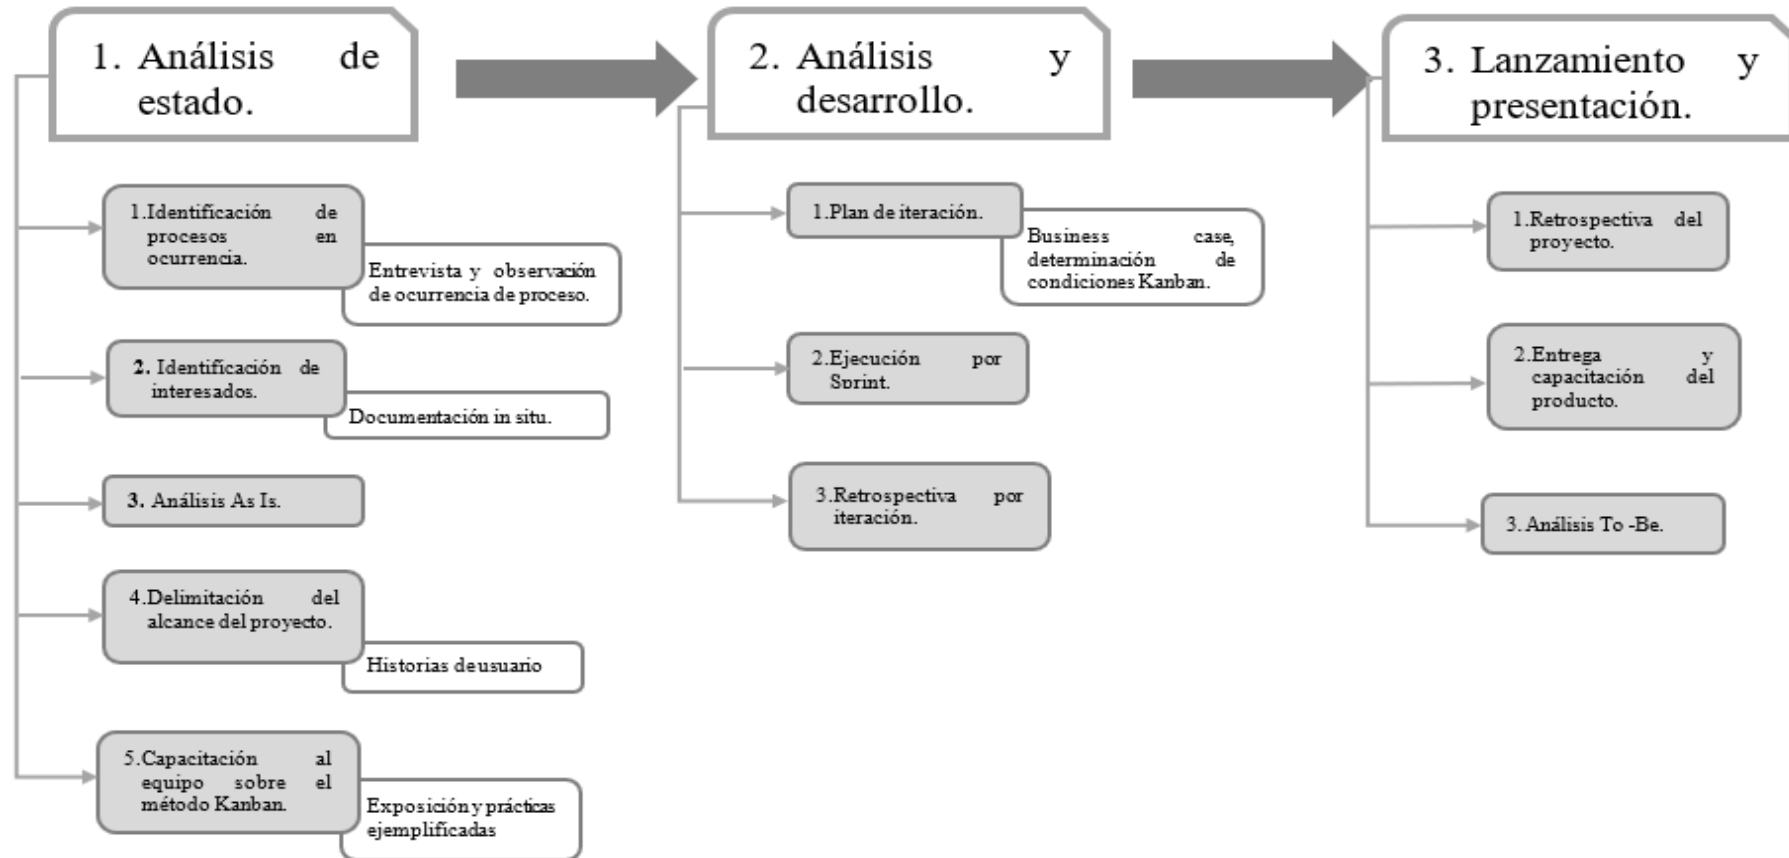 1. Análisis de
estado.
1.Identificación de
procesos en
ocurrencia.
Entrevista y observación
de ocurrencia de proceso.
2. Identificación de
interesados.
Documentación in situ.
3. Análisis As Is.
4.Delimitación del
alcance del proyecto.
Historias de usuario
5.Capacitación al
equipo sobre el
método Kanban.
Exposición y prácticas
ejemplificadas
2. Análisis y
desarrollo.
1.Plan de iteración.
Business case,
determinación de
condiciones Kanban.
2.Ejecución por
Sprint.
3.Retrospectiva por
iteración.
3. Lanzamiento y
presentación.
1.Retrospectiva del
proyecto.
2.Entrega y
capacitación del
producto.
3. Análisis To -Be.